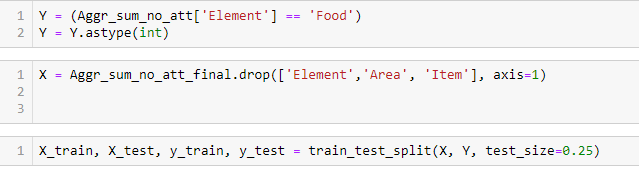 1 Y = (Aggr_sum_no_att['Element'] == 'Food')
2 Y = Y.astype(int)
1 X = Aggr_sum_no_att_final.drop(['Element','Area', 'Item'], axis=1)
2
3
1 X_train, X_test, y_train, y_test = train_test_split(X, Y, test_size=0.25)